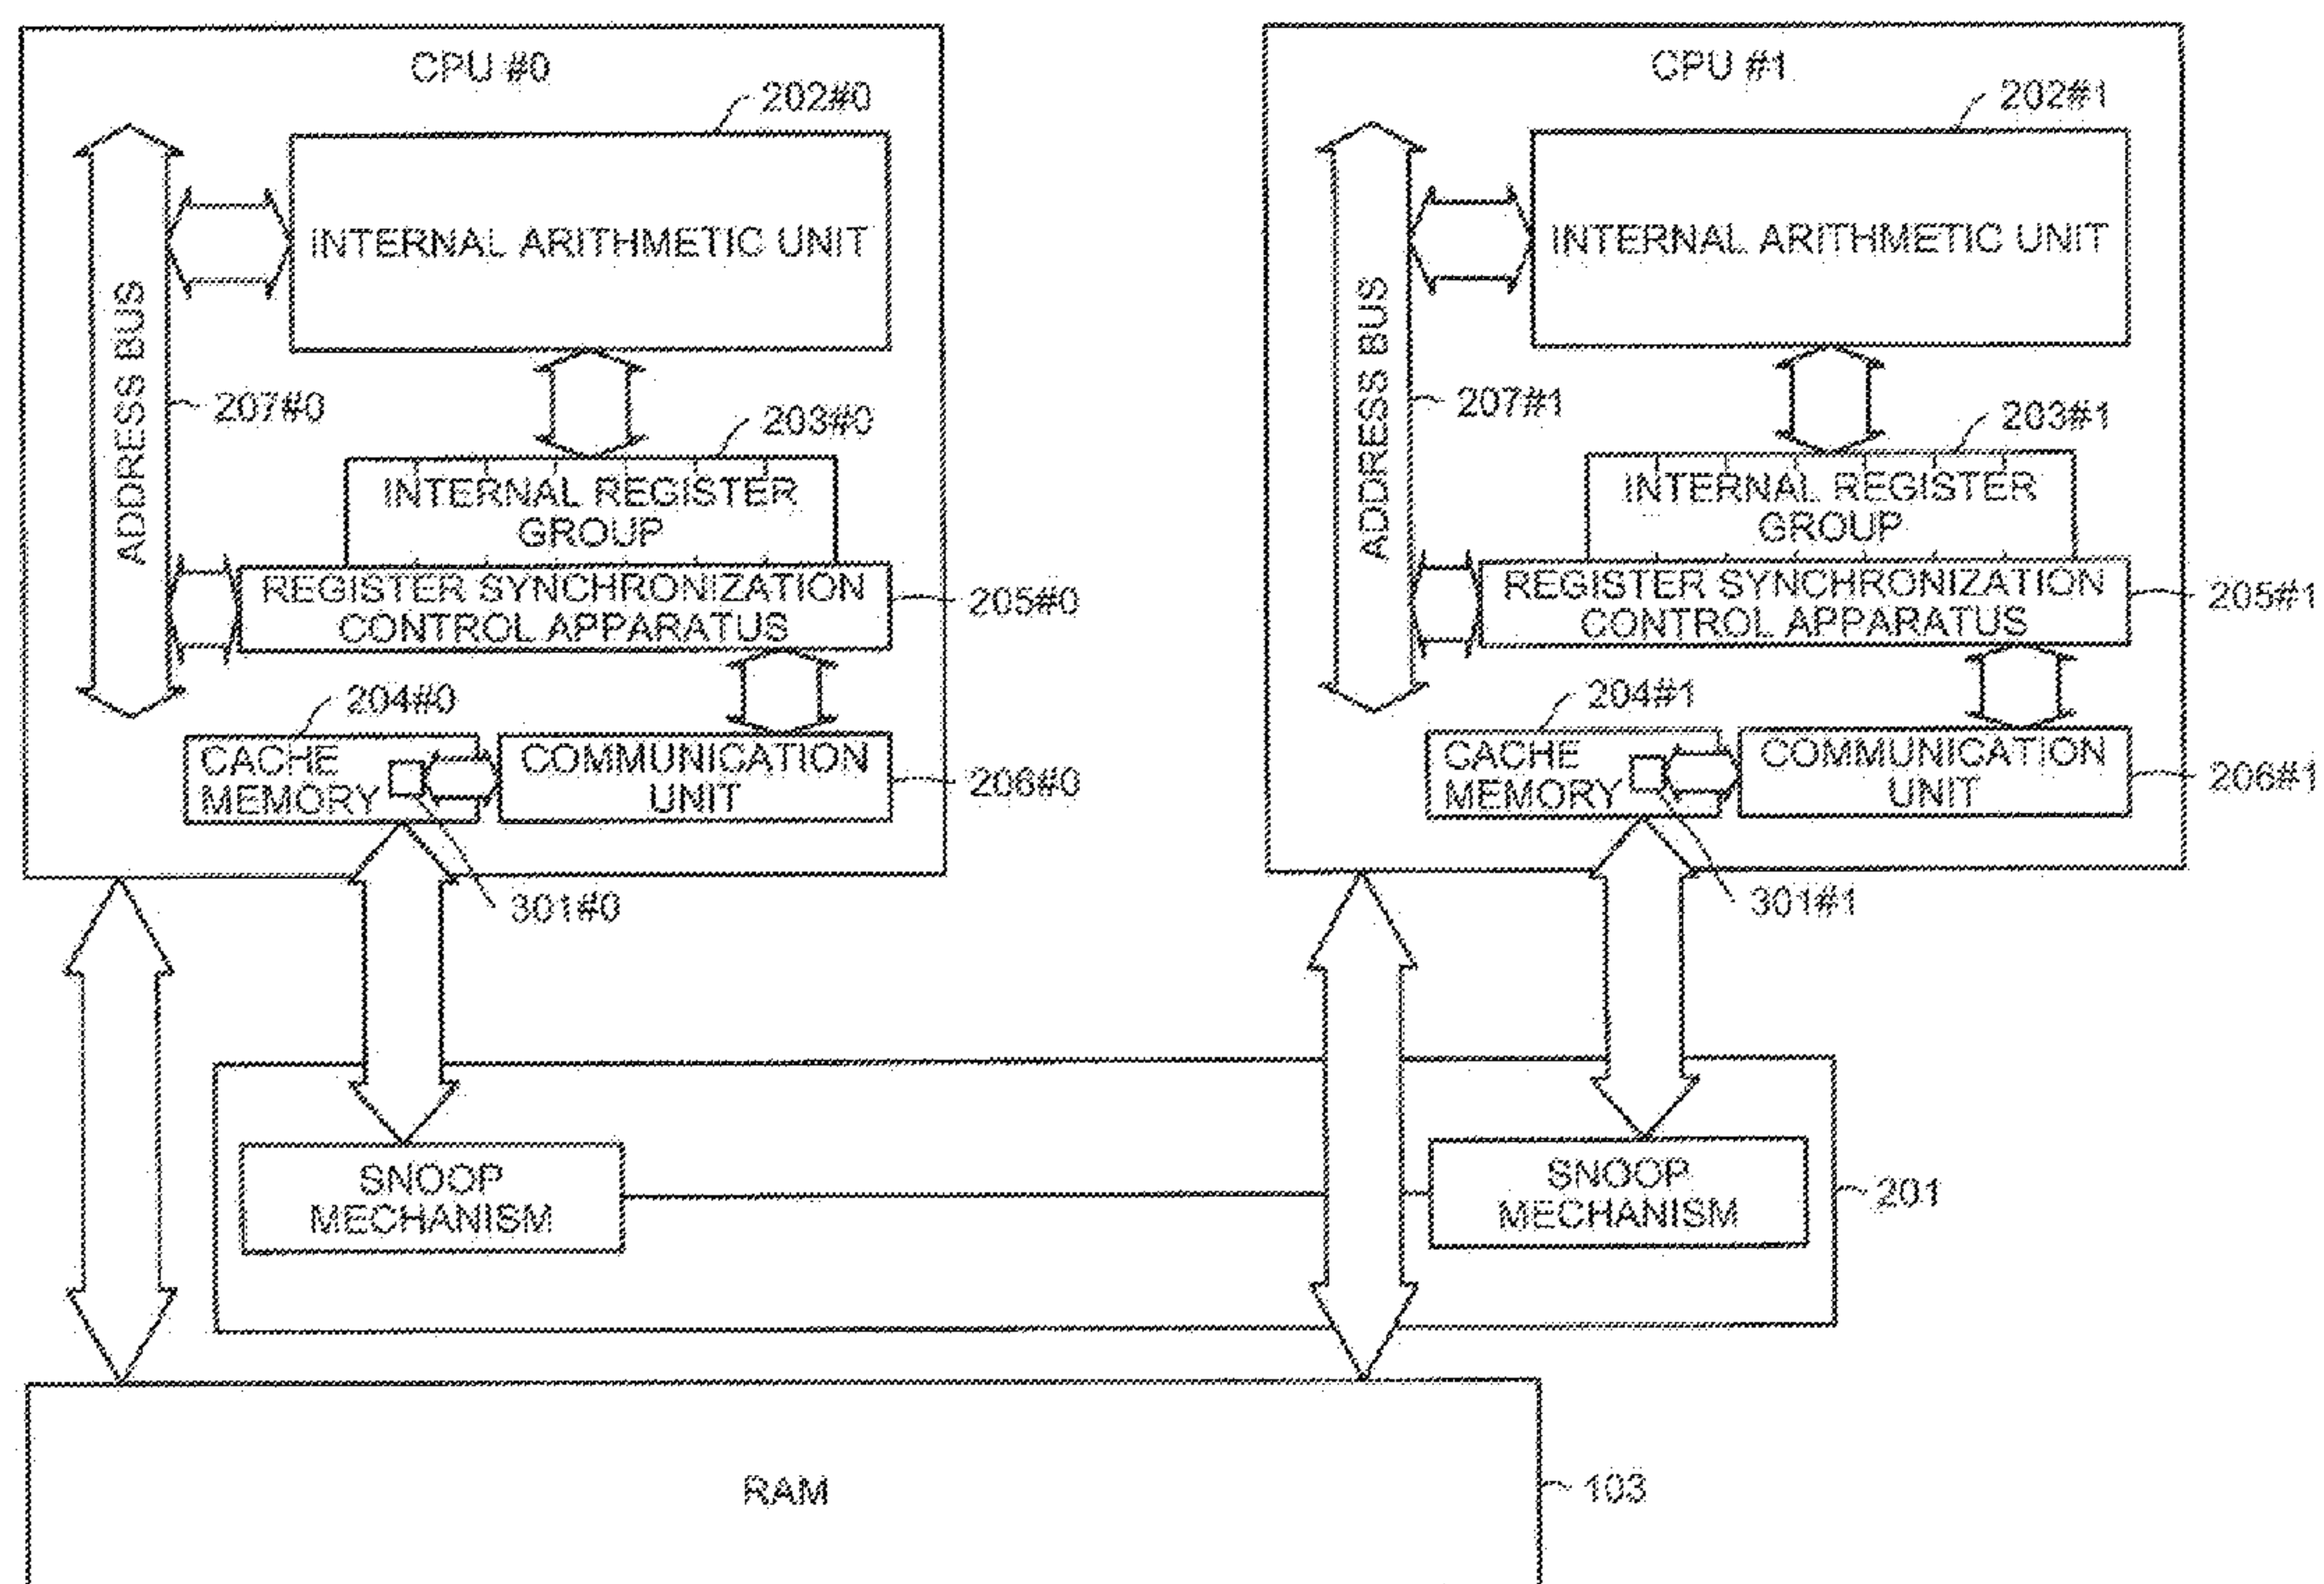 CPU #0
202#0
INTERNAL ARITHMETIC UNIT
ADDRESS BUS
207#0
203#0
INTERNAL REGISTER
GROUP
REGISTER SYNCHRONIZATION
CONTROL APPARATUS
205#0
204#0
CACHE
MEMORY
COMMUNICATION
UNIT
206#0
301#0
CPU #1
202#1
INTERNAL ARITHMETIC UNIT
ADDRESS BUS
207#1
203#1
INTERNAL REGISTER
GROUP
REGISTER SYNCHRONIZATION
CONTROL APPARATUS
205#1
204#1
CACHE
MEMORY
COMMUNICATION
UNIT
206#1
301#1
SNOOP
MECHANISM
SNOOP
MECHANISM
201
RAM
103